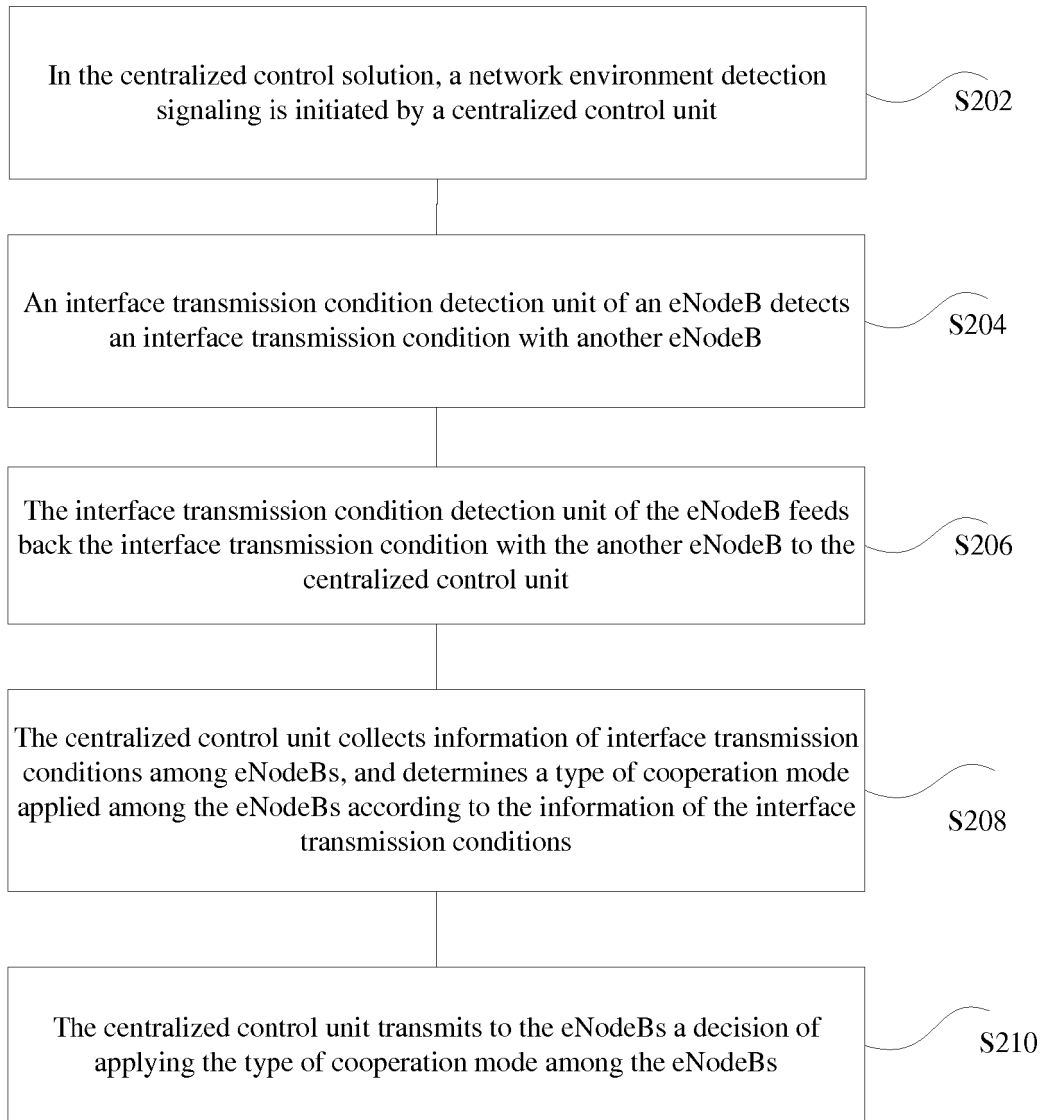 In the centralized control solution, a network environment detection
signaling is initiated by a centralized control unit
S202
An interface transmission condition detection unit of an eNodeB detects
an interface transmission condition with another eNodeB
S204
The interface transmission condition detection unit of the eNodeB feeds
back the interface transmission condition with the another eNodeB to the
centralized control unit
S206
The centralized control unit collects information of interface transmission
conditions among eNodeBs, and determines a type of cooperation mode
applied among the eNodeBs according to the information of the interface
transmission conditions
S208
The centralized control unit transmits to the eNodeBs a decision of
applying the type of cooperation mode among the eNodeBs
S210